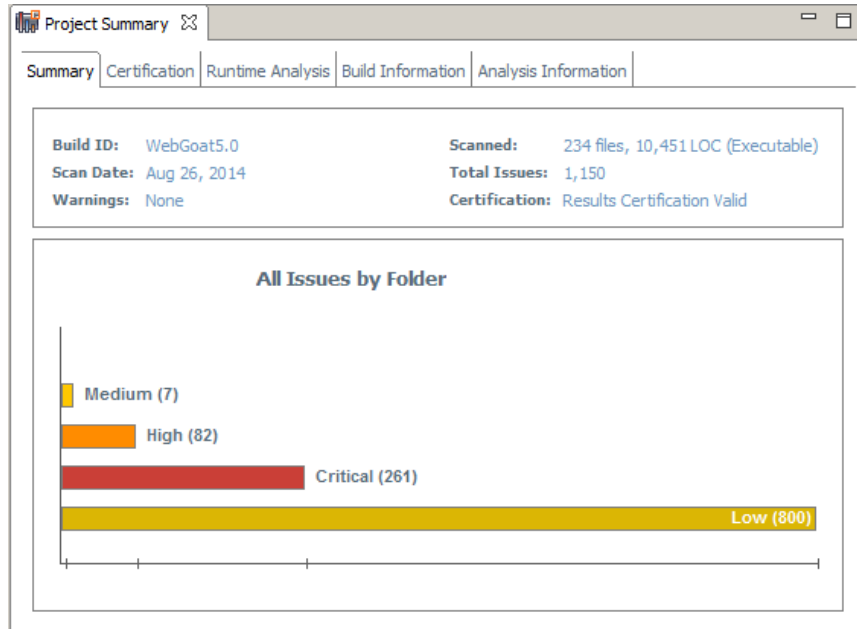 Project Summary
Summary Certification Runtime Analysis Build Information Analysis Information
Build ID: WebGoat5.0 Scanned: 234 files, 10,451 LOC (Executable)
Scan Date: Aug 26, 2014 Total Issues: 1,150
Warnings: None Certification: Results Certification Valid
All Issues by Folder
Medium (7)
High (82)
Critical (261)
Low (800)